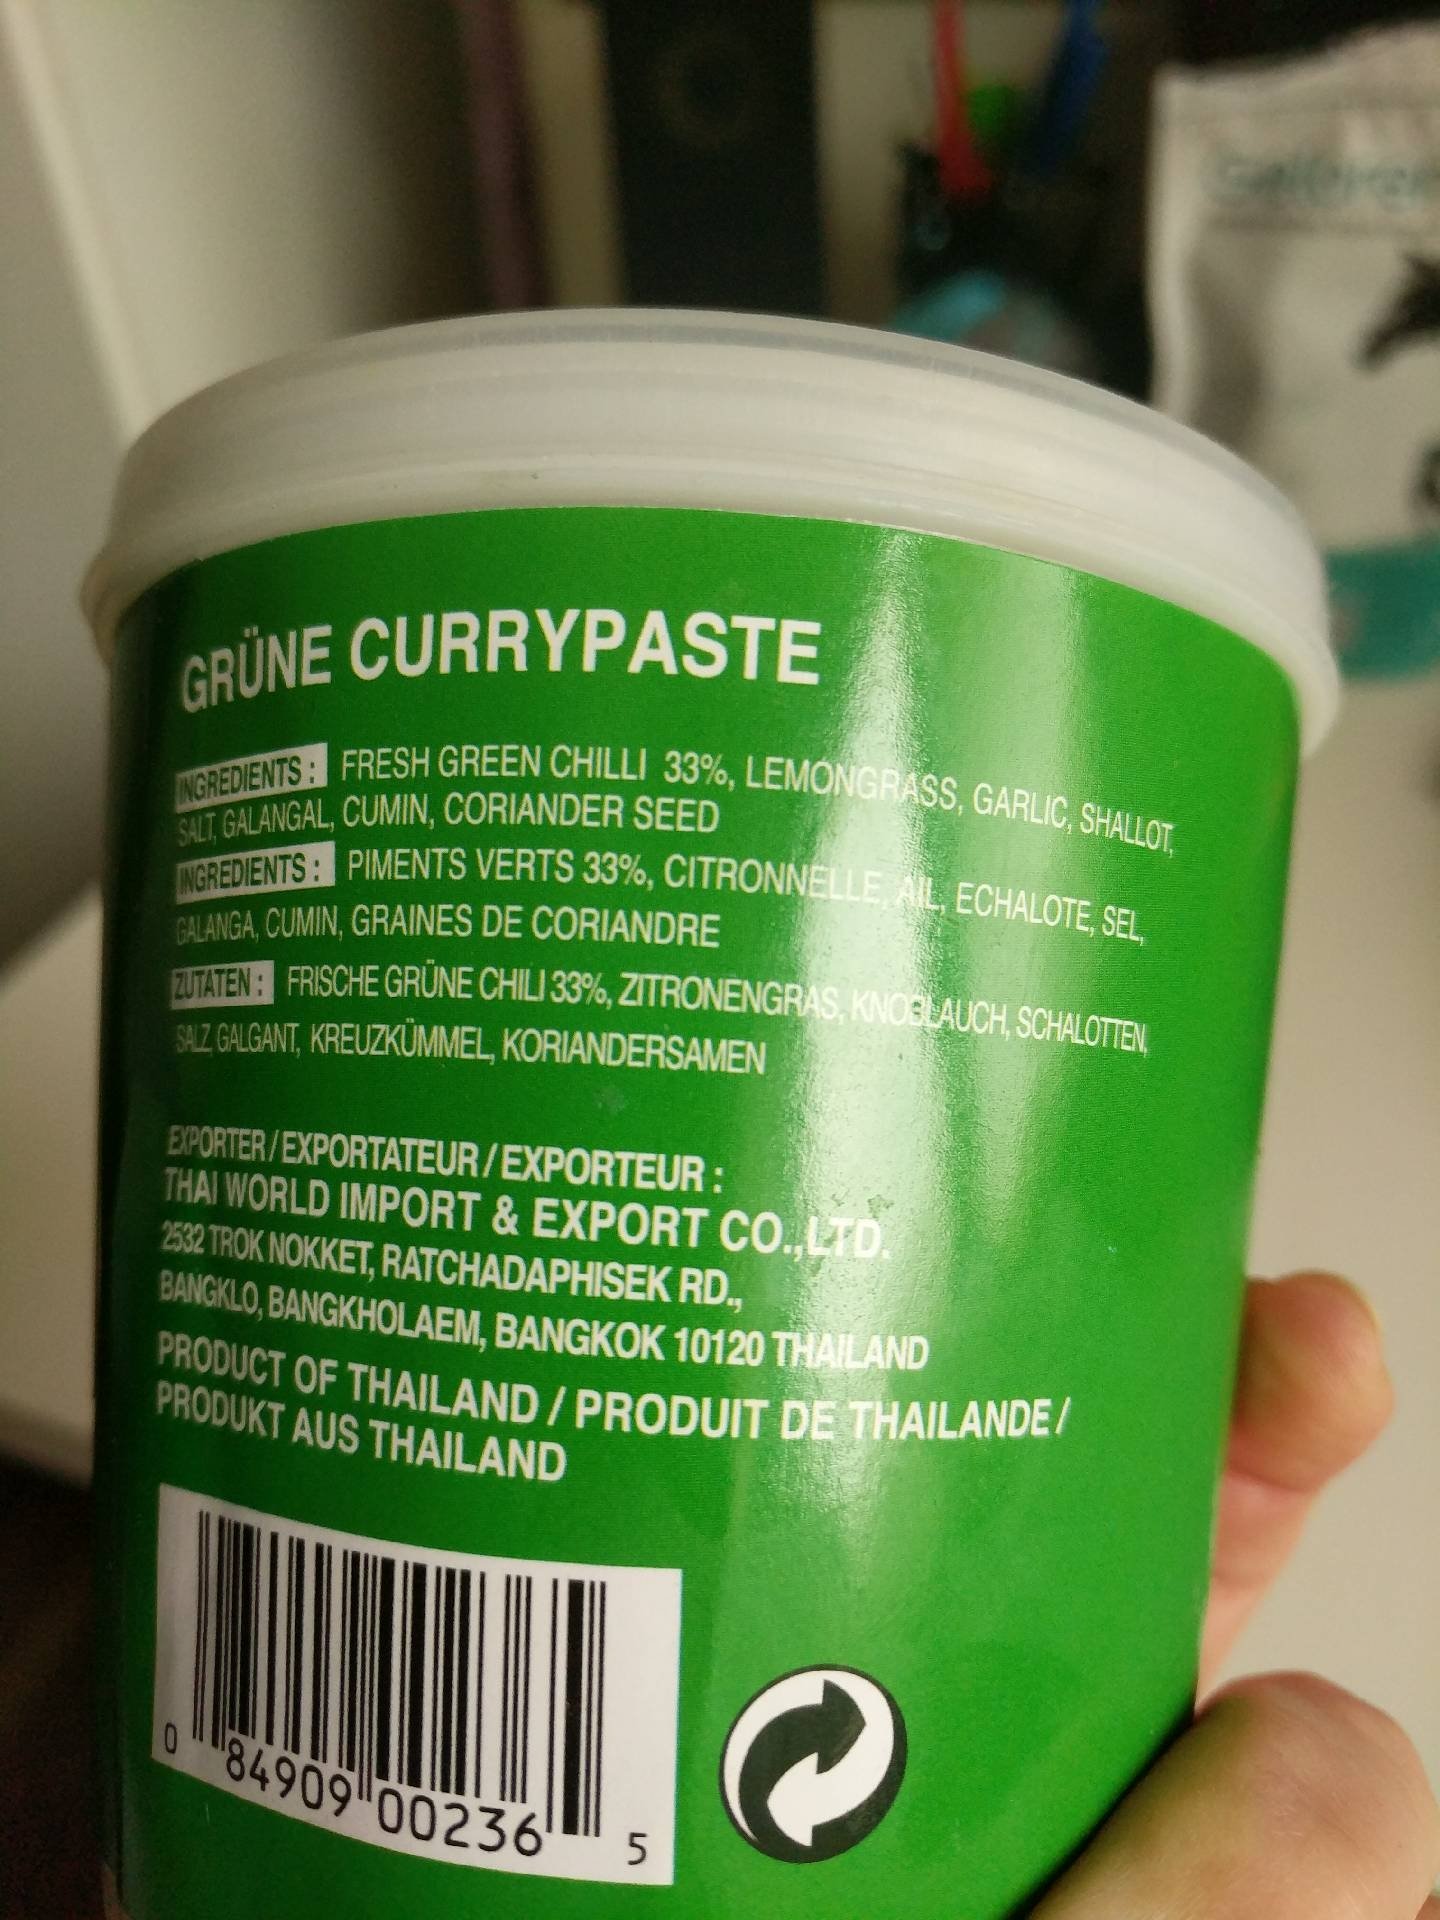 GRÜNE CURRYPASTE
INGREDIENTS : FRESH GREEN CHILLI 33%, LEMONGRASS, GARLIC, SHALLOT,
SALT, GALANGAL, CUMIN, CORIANDER SEED
INGREDIENTS : PIMENTS VERTS 33%, CITRONNELLE, AIL, ECHALOTE, SEL,
GALANGA, CUMIN, GRAINES DE CORIANDRE
ZUTATEN : FRISCHE GRÜNE CHILI 33%, ZITRONENGRAS, KNOBLAUCH, SCHALOTTEN,
SALZ, GALGANT, KREUZKÜMMEL, KORIANDERSAMEN
EXPORTER / EXPORTATEUR / EXPORTEUR :
THAI WORLD IMPORT & EXPORT CO.,LTD.
2532 TROK NOKKET, RATCHADAPHISEK RD.,
BANGKLO, BANGKHOLAEM, BANGKOK 10120 THAILAND
PRODUCT OF THAILAND / PRODUIT DE THAILANDE /
PRODUKT AUS THAILAND
0 84909 00236 5